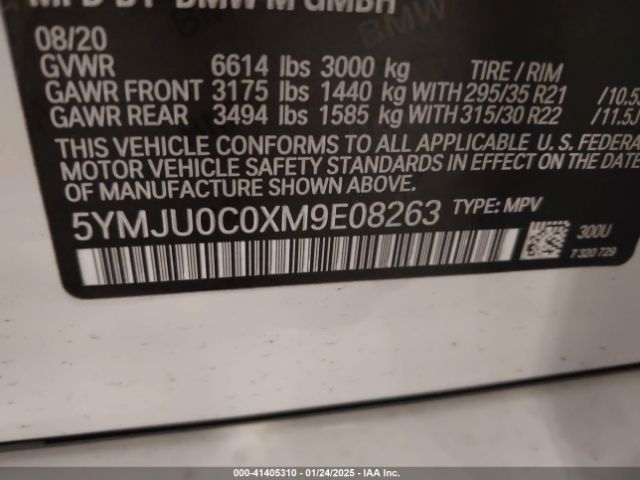 MFD BY BMW M GMBH
08/20
GVWR 6614 lbs 3000 kg TIRE / RIM
GAWR FRONT 3175 lbs 1440 kg WITH 295/35 R21 /10.5
GAWR REAR 3494 lbs 1585 kg WITH 315/30 R22 /11.5J
THIS VEHICLE CONFORMS TO ALL APPLICABLE U. S. FEDERA
MOTOR VEHICLE SAFETY STANDARDS IN EFFECT ON THE DA
OF MANUFACTURE SHOWN ABOVE.
5YMJU0C0XM9E08263 TYPE: MPV
300U
T 320 T29
000-41405310 - 01/24/2025 - IAA Inc.